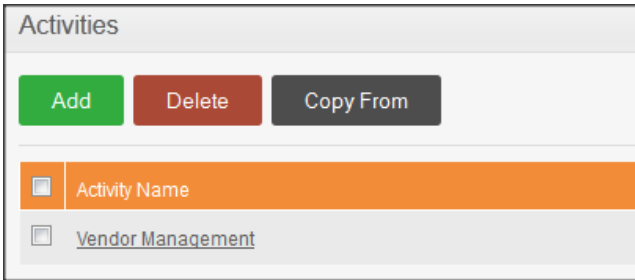 Activities
Add Delete Copy From
Activity Name
Vendor Management